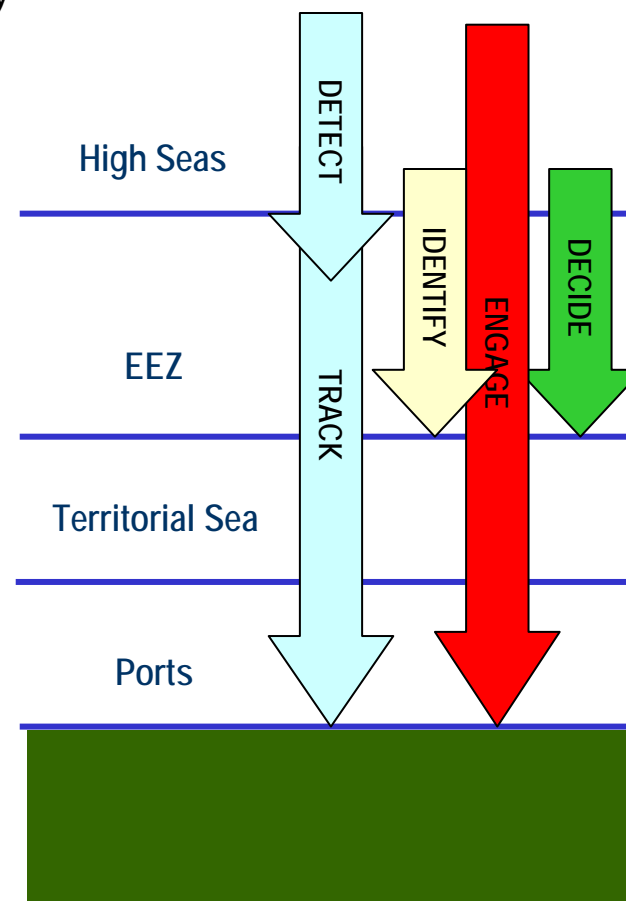 High Seas
DETECT
IDENTIFY
ENGAGE
DECIDE
EEZ
TRACK
Territorial Sea
Ports